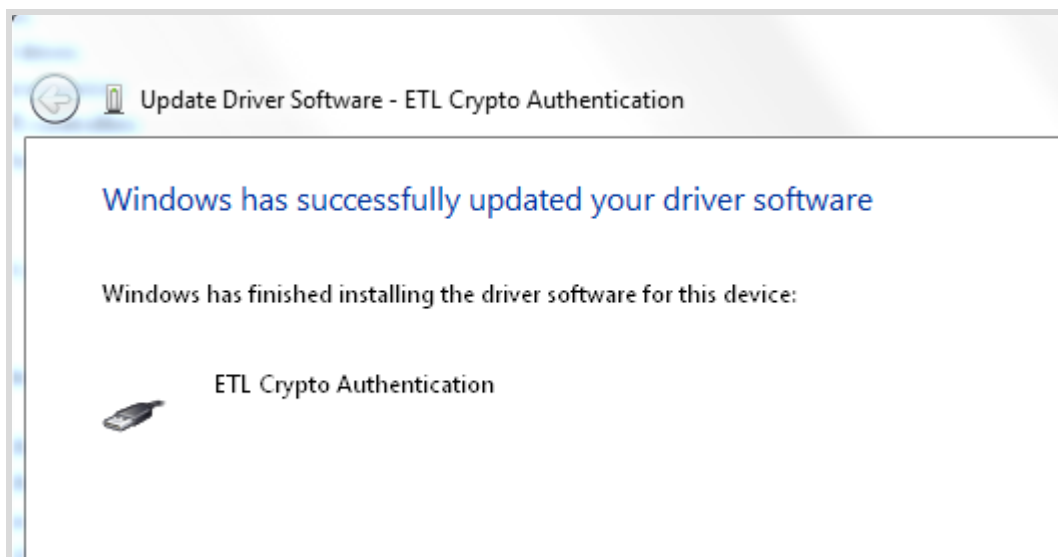 Update Driver Software - ETL Crypto Authentication
Windows has successfully updated your driver software
Windows has finished installing the driver software for this device:
ETL Crypto Authentication